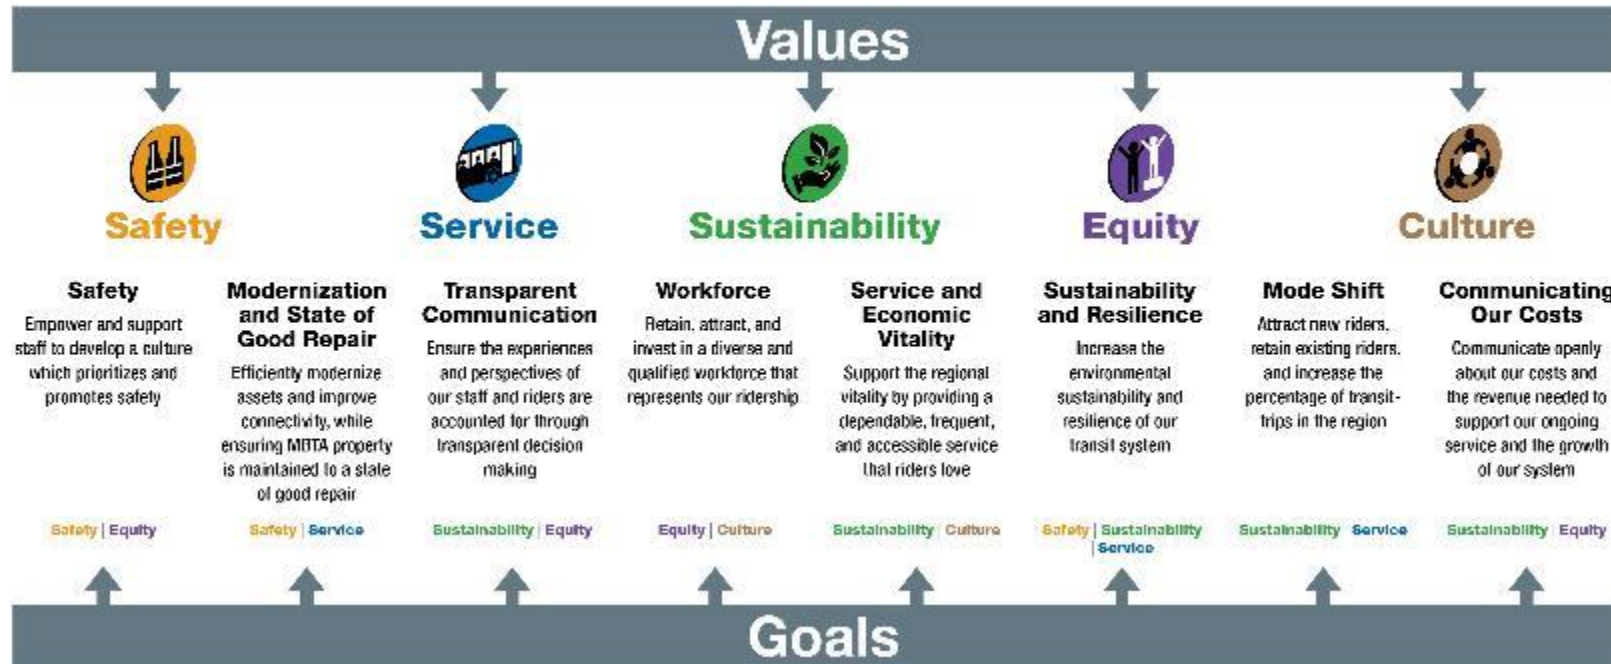 Values
Safety
Service
Sustainability
Equity
Culture
Safety
Empower and support
staff to develop a culture
which prioritizes and
promotes safety
Safety | Equity
Modernization
and State of
Good Repair
Efficiently modernize
assets and improve
connectivity, while
ensuring MBTA property
is maintained to a state
of good repair
Safety | Service
Transparent
Communication
Ensure the experiences
and perspectives of
our staff and riders are
accounted for through
transparent decision
making
Sustainability | Equity
Workforce
Retain, attract, and
invest in a diverse and
qualified workforce that
represents our ridership
Equity | Culture
Service and
Economic
Vitality
Support the regional
vitality by providing a
dependable, frequent,
and accessible service
that riders love
Sustainability | Culture
Sustainability
and Resilience
Increase the
environmental
sustainability and
resilience of our
transit system
Safety | Sustainability
| Service
Mode Shift
Attract new riders,
retain existing riders,
and increase the
percentage of transit-
trips in the region
Sustainability Service
Communicating
Our Costs
Communicate openly
about our costs and
the revenue needed to
support our ongoing
service and the growth
of our system
Sustainability Equity
Goals